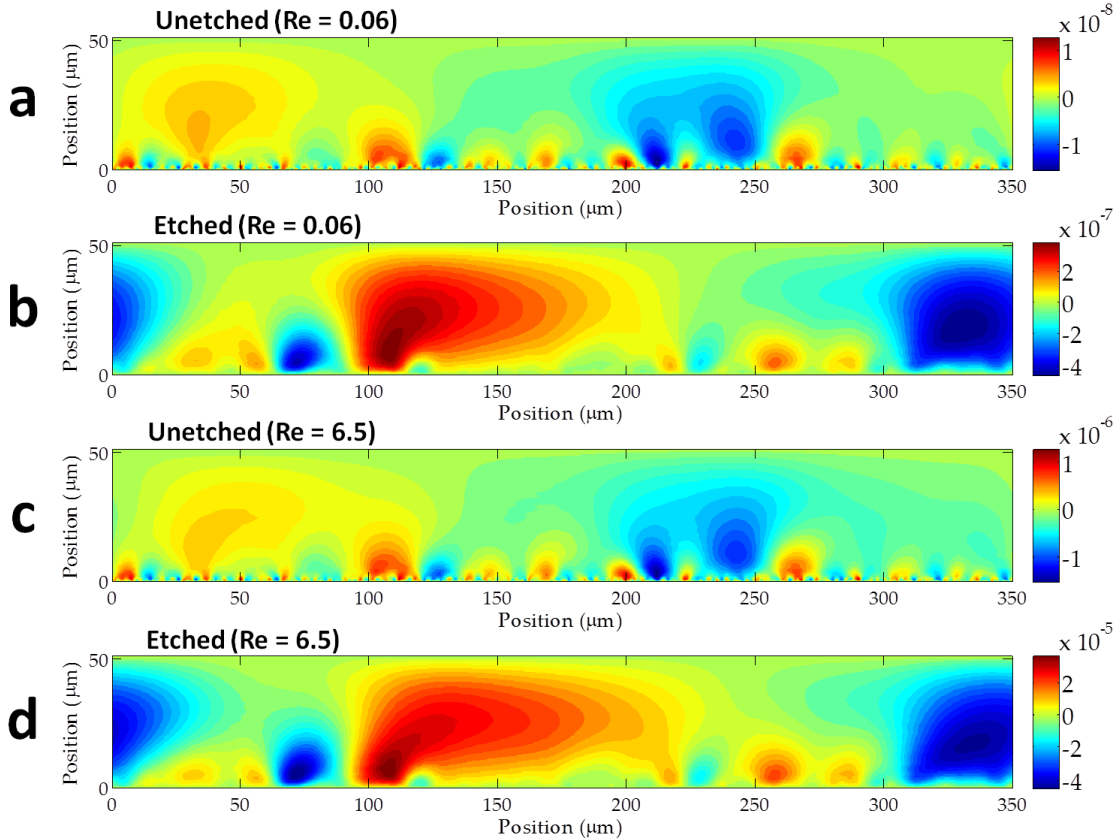 Unetched (Re = 0.06)
x 10⁻⁸
a
Position (µm)
50
0
0 50 100 150 200 250 300 350
Position (µm)
1
0
-1
Etched (Re = 0.06)
x 10⁻⁷
b
Position (µm)
50
0
0 50 100 150 200 250 300 350
Position (µm)
2
0
-2
-4
Unetched (Re = 6.5)
x 10⁻⁶
c
Position (µm)
50
0
0 50 100 150 200 250 300 350
Position (µm)
1
0
-1
Etched (Re = 6.5)
x 10⁻⁵
d
Position (µm)
50
0
0 50 100 150 200 250 300 350
Position (µm)
2
0
-2
-4